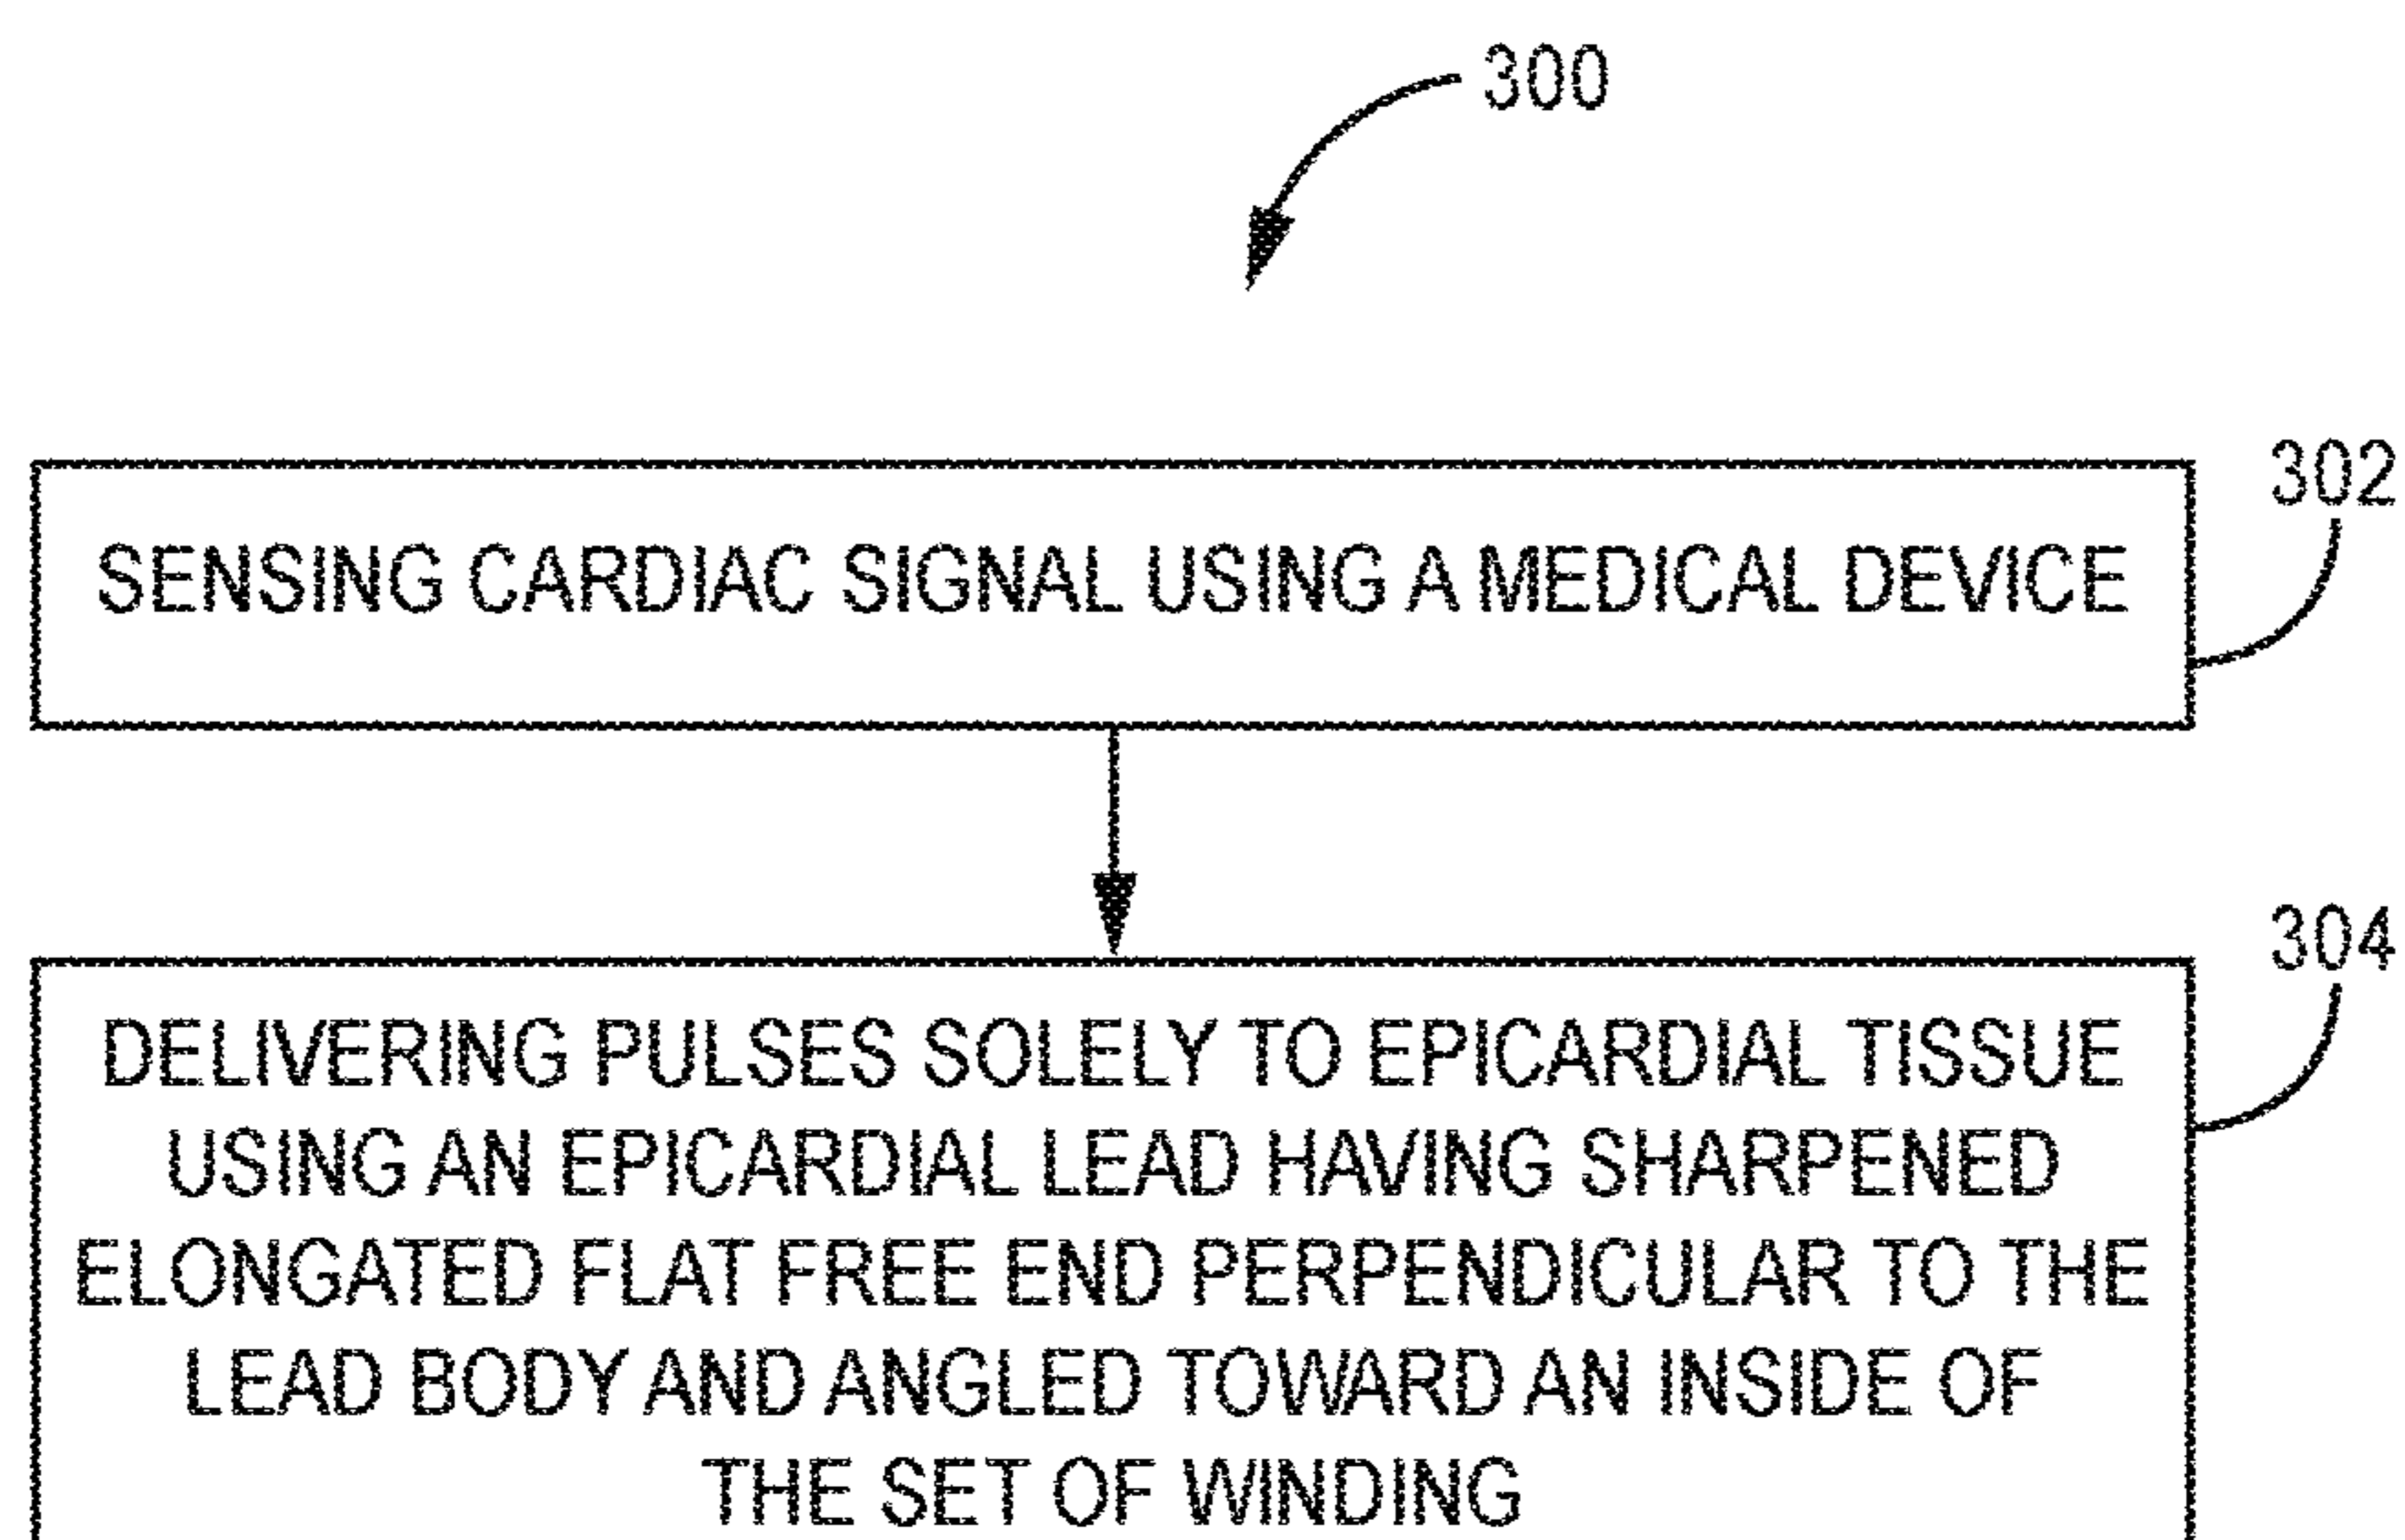 300
302
SENSING CARDIAC SIGNAL USING A MEDICAL DEVICE
304
DELIVERING PULSES SOLELY TO EPICARDIAL TISSUE
USING AN EPICARDIAL LEAD HAVING SHARPENED
ELONGATED FLAT FREE END PERPENDICULAR TO THE
LEAD BODY AND ANGLED TOWARD AN INSIDE OF
THE SET OF WINDING